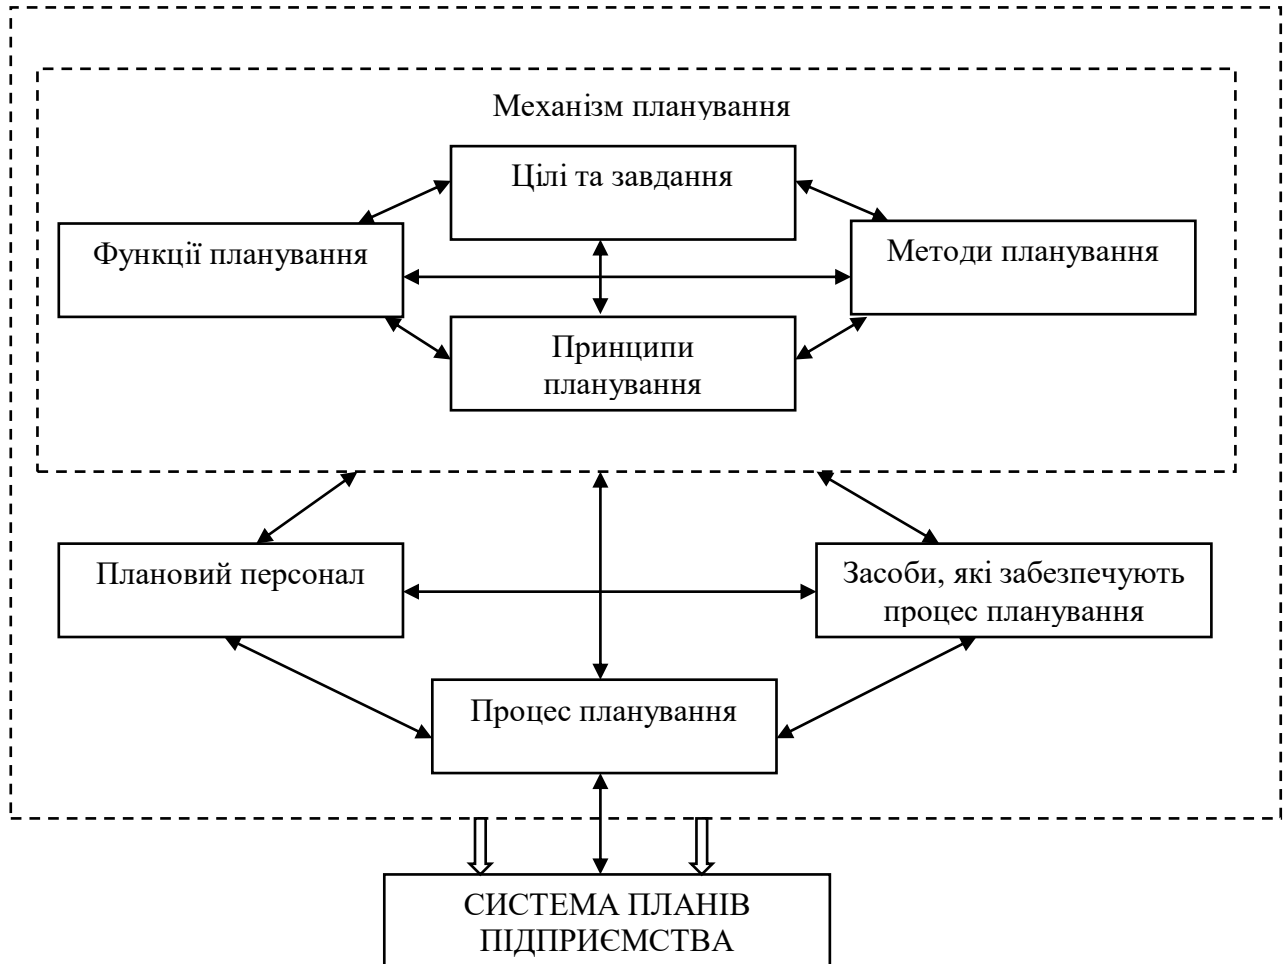 Механізм планування
Цілі та завдання
Функції планування
Методи планування
Принципи
планування
Плановий персонал
Засоби, які забезпечують
процес планування
Процес планування
СИСТЕМА ПЛАНІВ
ПІДПРИЄМСТВА